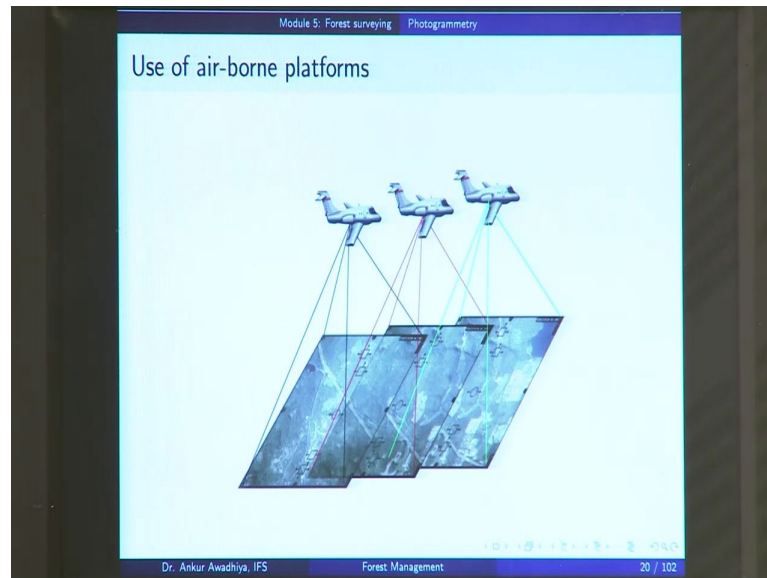 Module 5: Forest surveying Photogrammetry
Use of air-borne platforms
Dr. Ankur Awadhiya, IFS Forest Management 20 / 102